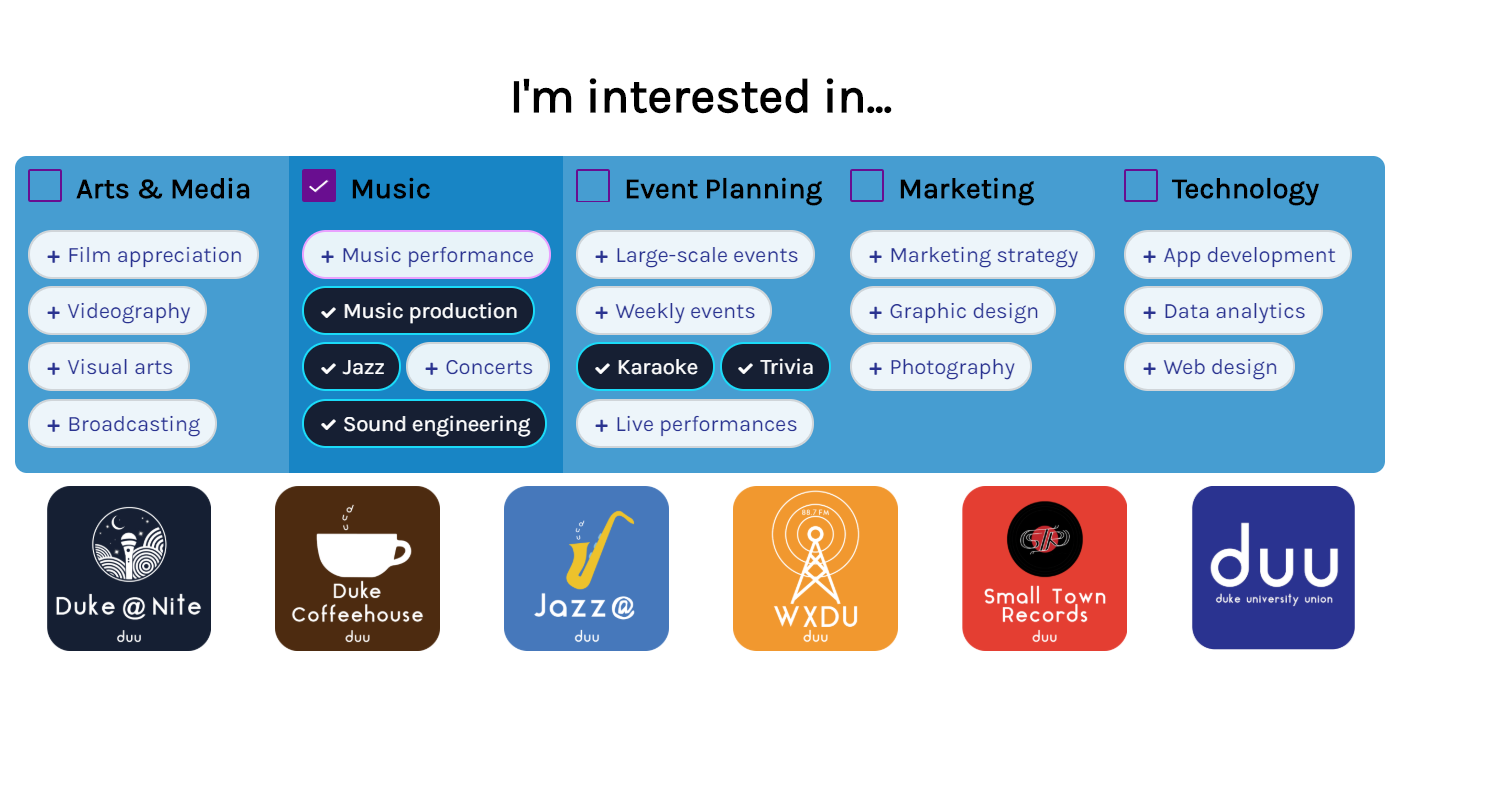 I'm interested in...
Arts & Media
+ Film appreciation
+ Videography
+ Visual arts
+ Broadcasting
Music
+ Music performance
Music production
Jazz + Concerts
Sound engineering
Event Planning
+ Large-scale events
+ Weekly events
Karaoke Trivia
+ Live performances
Marketing
+ Marketing strategy
+ Graphic design
+ Photography
Technology
+ App development
+ Data analytics
+ Web design
Duke @ Nite
duu
duu
Duke
Coffeehouse
duu
duu
Jazz@
duu
88.7 FM
WXDU
duu
STR
Small Town
Records
duu
duu
duke university union